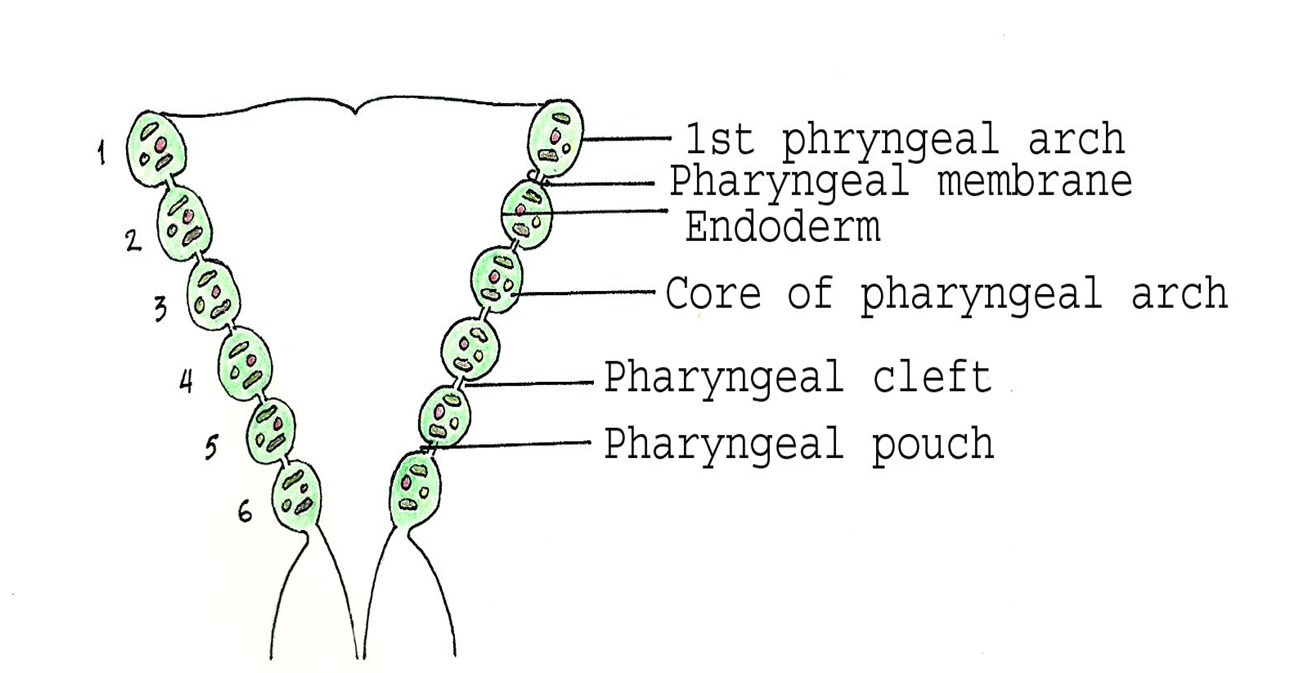 1st phryngeal arch
Pharyngeal membrane
Endoderm
Core of pharyngeal arch
Pharyngeal cleft
Pharyngeal pouch
1
2
3
4
5
6